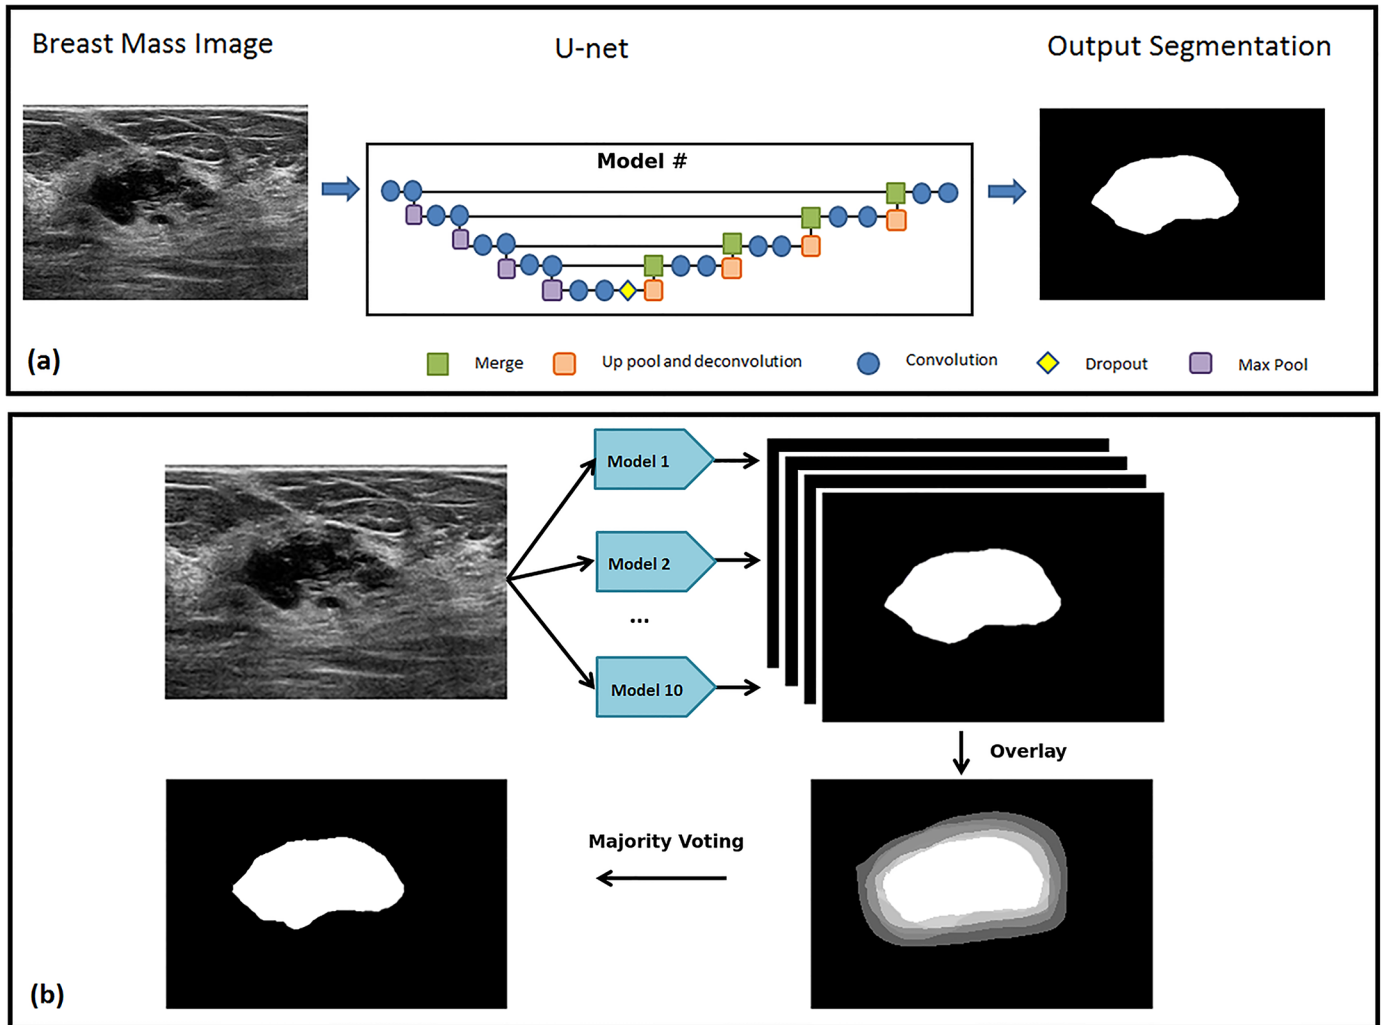 Breast Mass Image
U-net
Output Segmentation
Model #
(a)
Merge
Up pool and deconvolution
Convolution
Dropout
Max Pool
Model 1
Model 2
...
Model 10
Overlay
Majority Voting
(b)